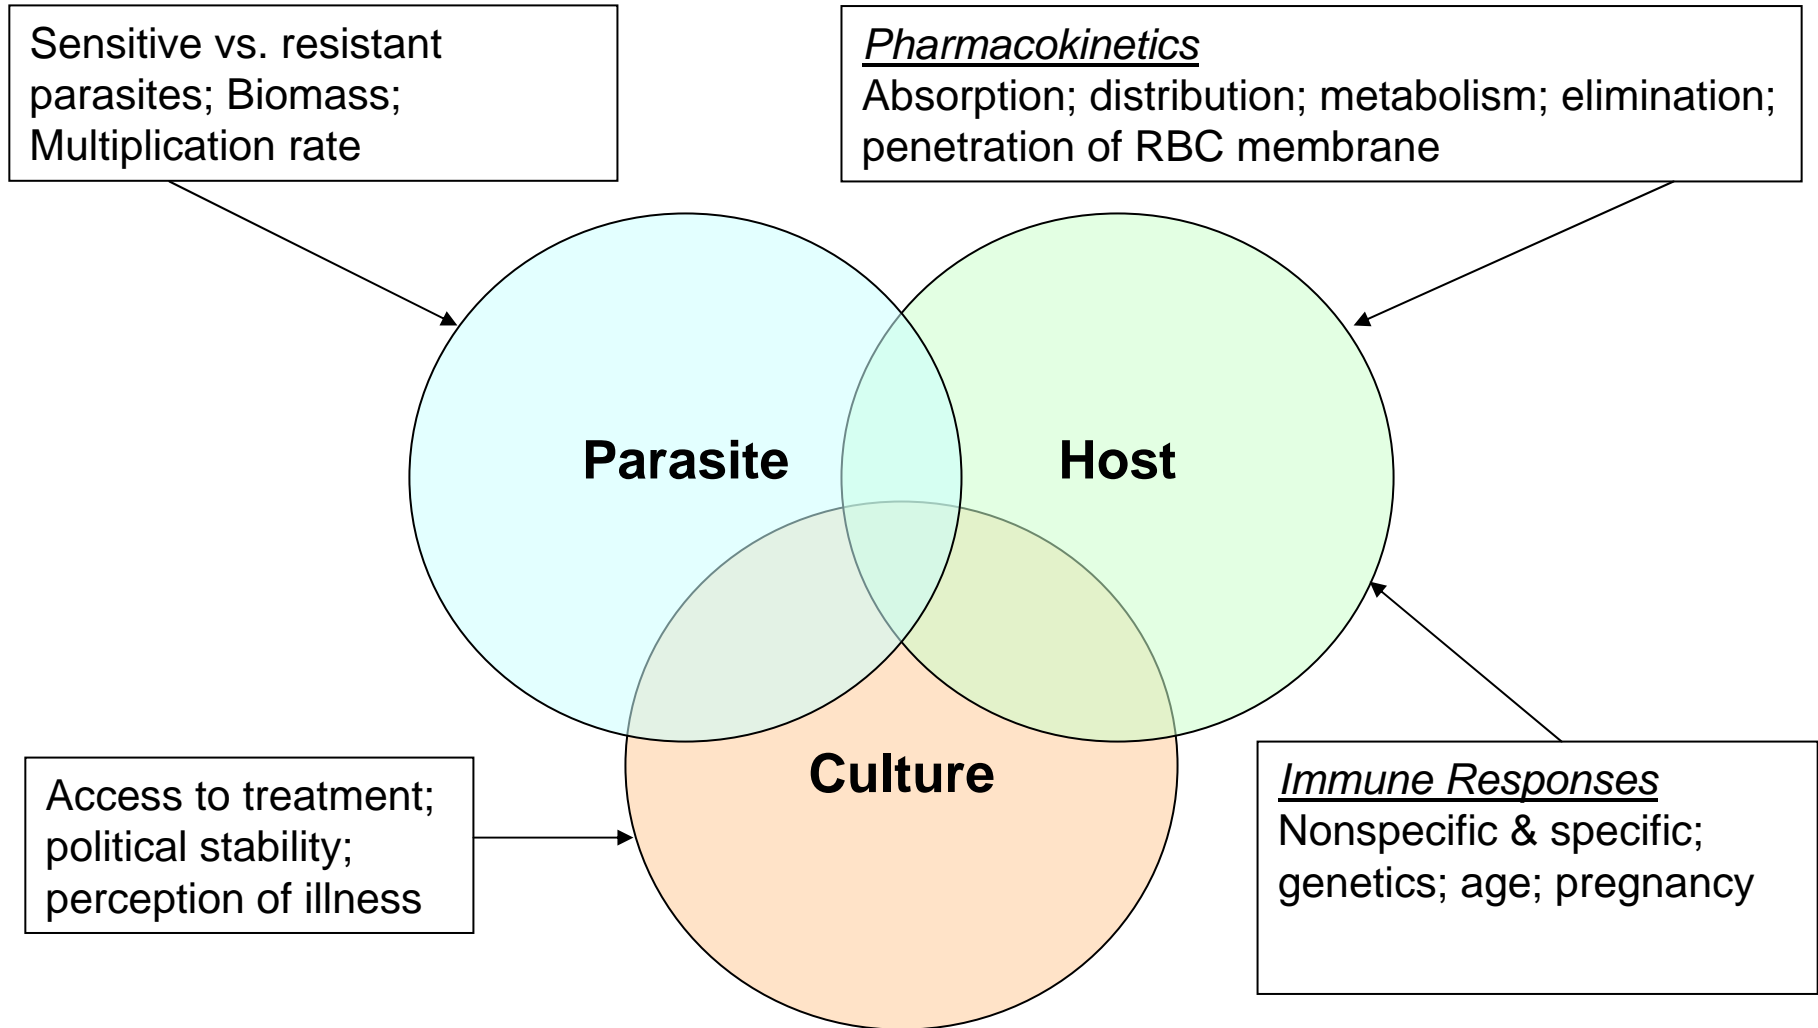 Sensitive vs. resistant
parasites; Biomass;
Multiplication rate
Pharmacokinetics
Absorption; distribution; metabolism; elimination;
penetration of RBC membrane
Parasite
Host
Culture
Access to treatment;
political stability;
perception of illness
Immune Responses
Nonspecific & specific;
genetics; age; pregnancy